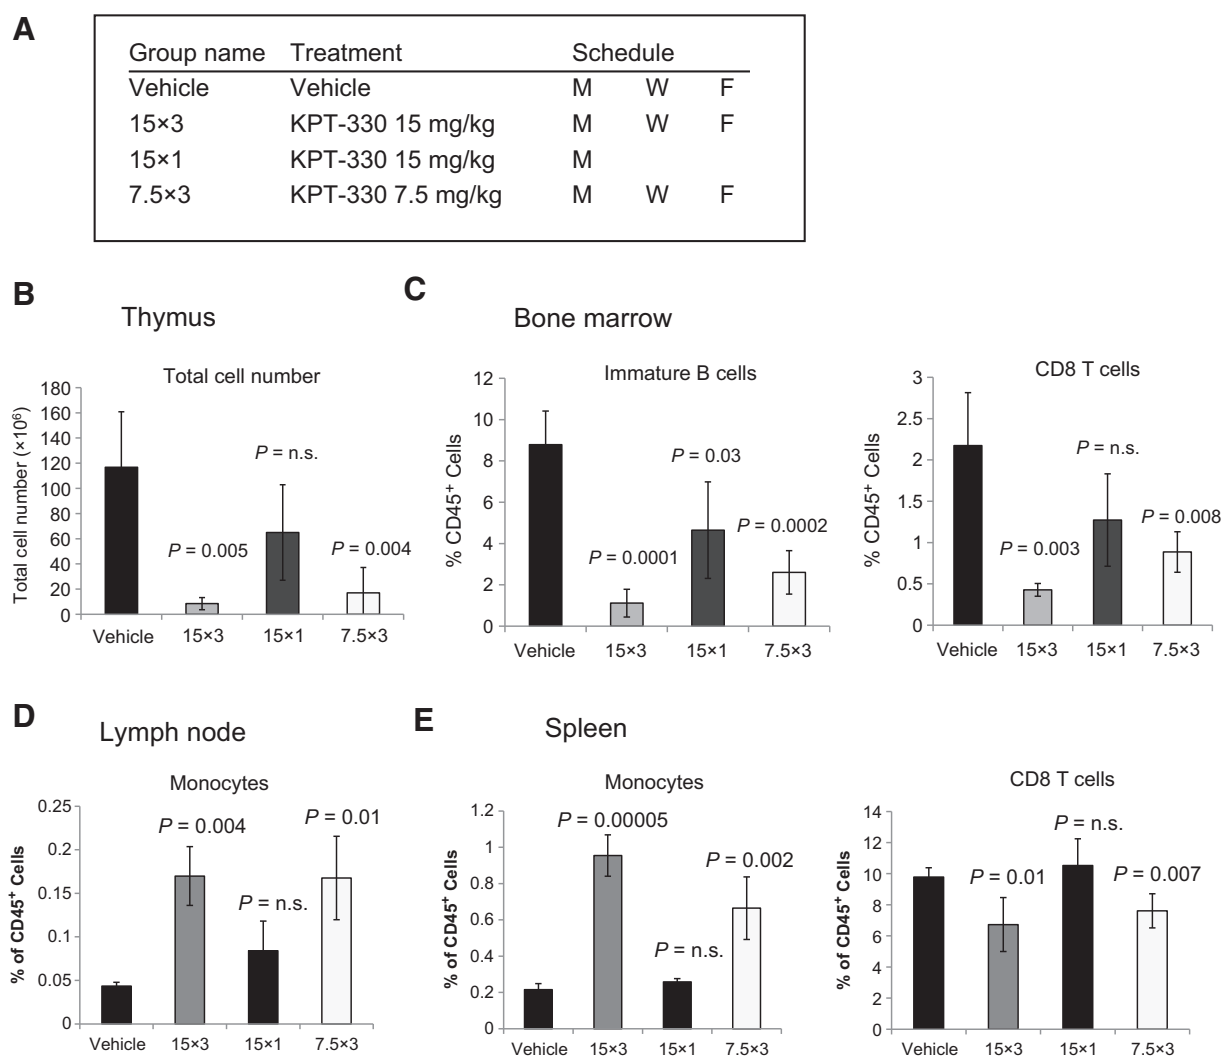 A
Group name Treatment Schedule
Vehicle Vehicle M W F
15×3 KPT-330 15 mg/kg M W F
15×1 KPT-330 15 mg/kg M
7.5×3 KPT-330 7.5 mg/kg M W F
B
Thymus
Total cell number
Total cell number (×10⁶)
180
160
140
120
100
80
60
40
20
0
P = 0.005
P = n.s.
P = 0.004
Vehicle 15×3 15×1 7.5×3
C
Bone marrow
Immature B cells
% CD45⁺ Cells
12
10
8
6
4
2
0
P = 0.0001
P = 0.03
P = 0.0002
Vehicle 15×3 15×1 7.5×3
CD8 T cells
% CD45⁺ Cells
3
2.5
2
1.5
1
0.5
0
P = 0.003
P = n.s.
P = 0.008
Vehicle 15×3 15×1 7.5×3
D
Lymph node
Monocytes
% of CD45⁺ Cells
0.25
0.2
0.15
0.1
0.05
0
P = 0.004
P = n.s.
P = 0.01
Vehicle 15×3 15×1 7.5×3
E
Spleen
Monocytes
% of CD45⁺ Cells
1.2
1
0.8
0.6
0.4
0.2
0
P = 0.00005
P = n.s.
P = 0.002
Vehicle 15×3 15×1 7.5×3
CD8 T cells
% of CD45⁺ Cells
14
12
10
8
6
4
2
0
P = 0.01
P = n.s.
P = 0.007
Vehicle 15×3 15×1 7.5×3